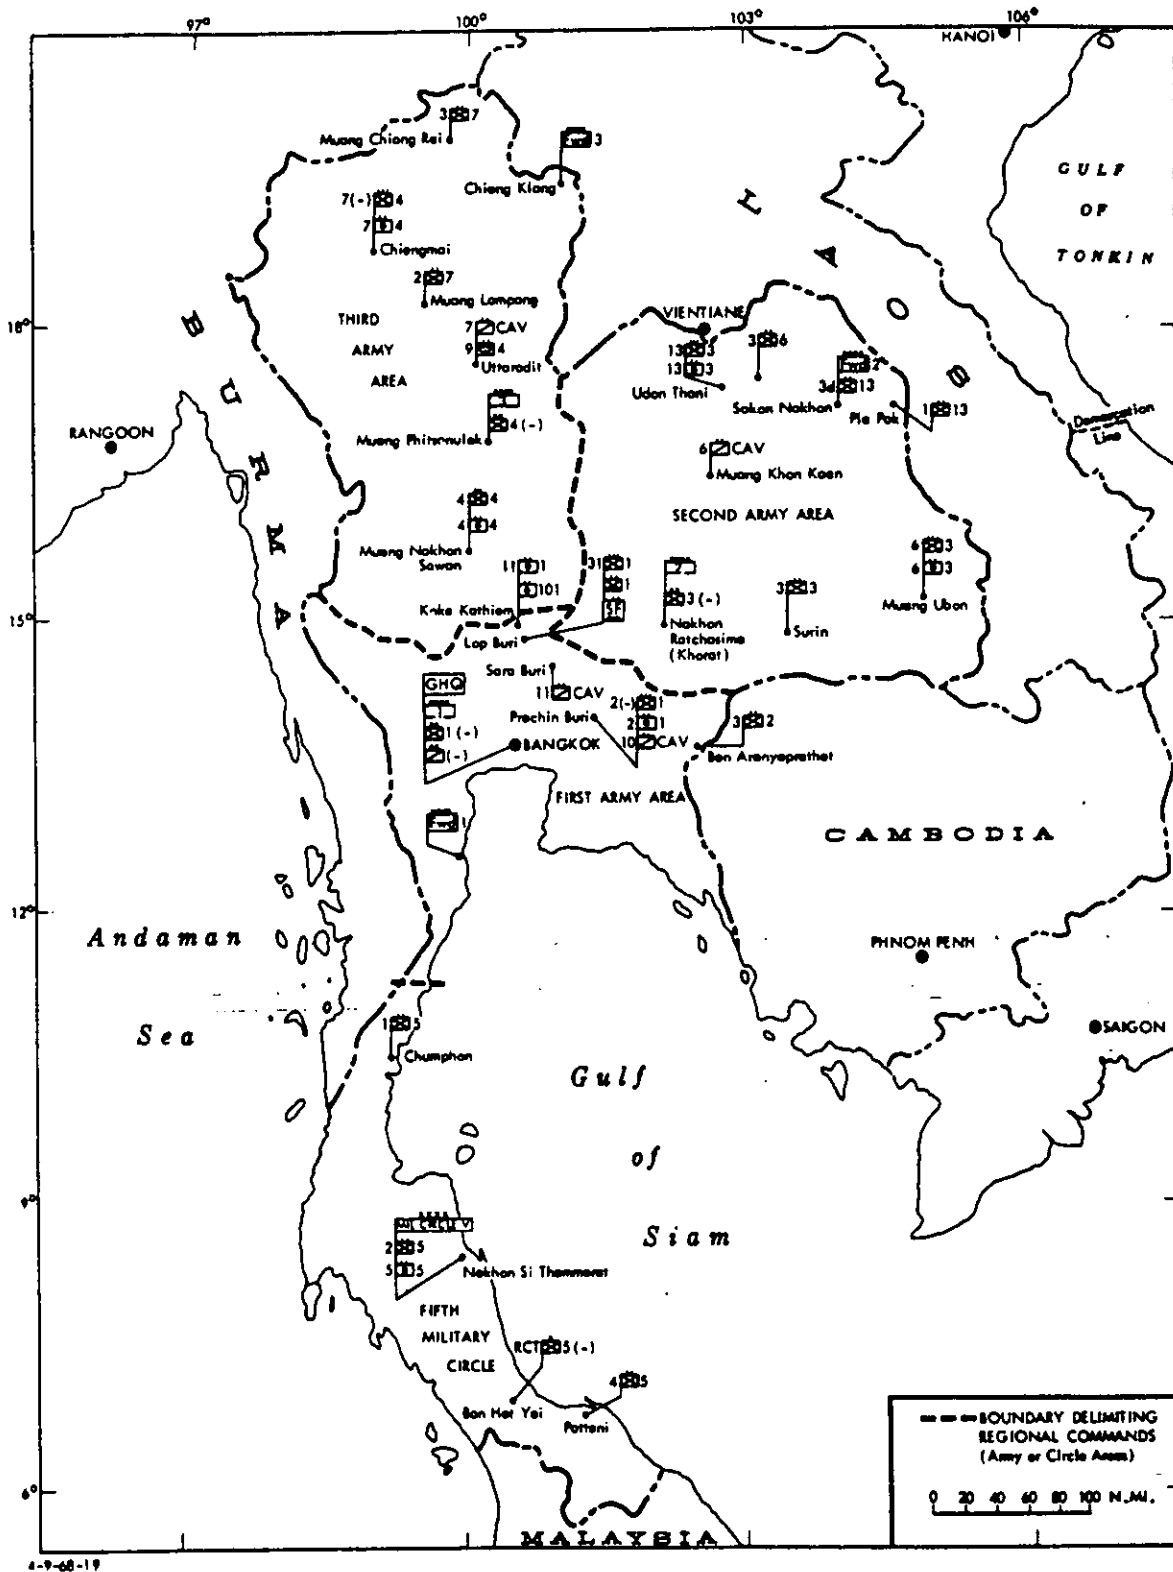 97°
100°
103°
106°
HANOI
3 7
Muang Chiang Rai
3
Chieng Klang
GULF
OF
TONKIN
7(-) 4
7 4
Chiengmai
2 7
Muang Lampang
LAOS
BURMA
18°
THIRD
ARMY
AREA
7 CAV
9 4
Uttaradit
VIENTIANE
13 3
13 3
Udon Thani
3 6
2
3d 13
Sakon Nakhon
Pla Pak
1 13
Demarcation
Line
RANGOON
3
4(-)
Muang Phitsanulok
6 CAV
Muang Khon Kaen
SECOND ARMY AREA
4 4
4 4
Muang Nakhon
Sawan
11 1
101
Knke Kathiem
31 1
1
SF
Lop Buri
2
3(-)
Nakhon
Ratchasima
(Khorat)
3 3
Surin
6 3
6 3
Muang Ubon
15°
Sara Buri
11 CAV
GHQ
1
1(-)
(-)
BANGKOK
Prachin Buri
2(-) 1
2 1
10 CAV
3 2
Ban Aranyaprathet
FIRST ARMY AREA
1
CAMBODIA
12°
Andaman
Sea
PHNOM PENH
SAIGON
1 5
Chumphon
Gulf
of
Siam
9°
MIL CIRCLE V
2 5
5 5
Nakhon Si Thammarat
FIFTH
MILITARY
CIRCLE
RCT 5(-)
Ban Hat Yai
4 5
Pattani
BOUNDARY DELIMITING
REGIONAL COMMANDS
(Army or Circle Areas)
0 20 40 60 80 100 N.MI.
6°
MALAYSIA
4-9-68-19